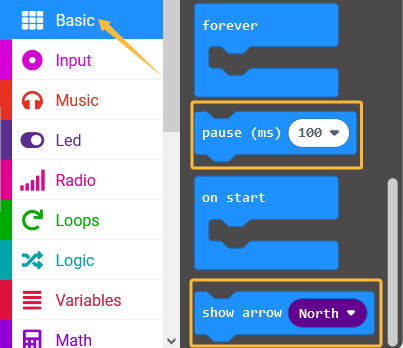 Basic
Input
Music
Led
Radio
Loops
Logic
Variables
Math
forever
pause (ms) 100
on start
show arrow North